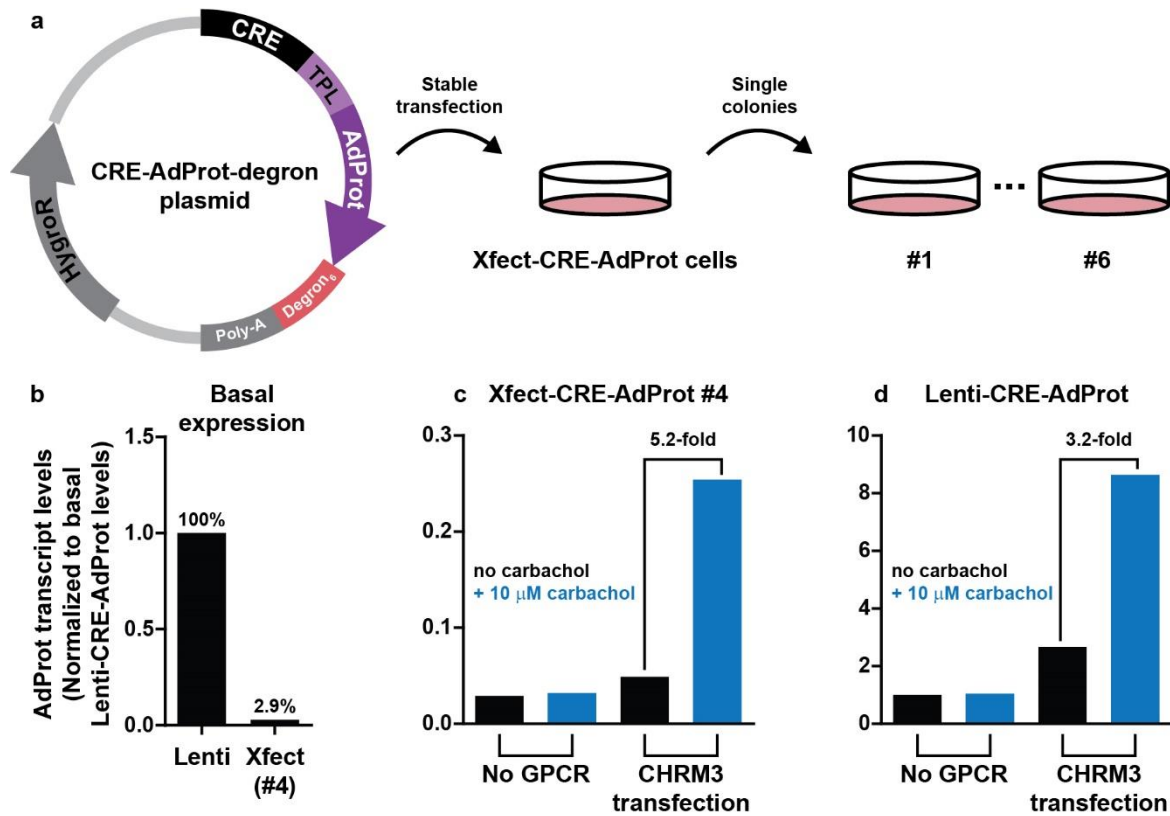 a
CRE
TPL
AdProt
Degron6
Poly-A
HygroR
CRE-AdProt-degron
plasmid
Stable
transfection
Xfect-CRE-AdProt cells
Single
colonies
...
#1
#6
b
Basal
expression
AdProt transcript levels
(Normalized to basal
Lenti-CRE-AdProt levels)
1.5
1.0
0.5
0.0
100%
2.9%
Lenti
Xfect
(#4)
c
Xfect-CRE-AdProt #4
0.3
0.2
0.1
0.0
5.2-fold
no carbachol
+ 10 μM carbachol
No GPCR
CHRM3
transfection
d
Lenti-CRE-AdProt
10
8
6
4
2
0
3.2-fold
no carbachol
+ 10 μM carbachol
No GPCR
CHRM3
transfection